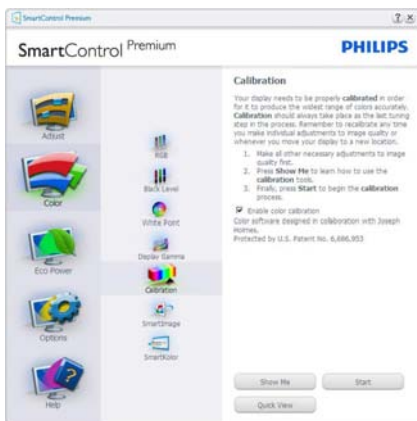 SmartControl Premium
SmartControl Premium
PHILIPS
Adjust
Color
Eco Power
Options
Help
RGB
Black Level
White Point
Display Gamma
Calibration
SmartImage
SmartKolor
Calibration
Your display needs to be properly calibrated in order
for it to produce the widest range of colors accurately.
Calibration should always take place as the last tuning
step in the process. Remember to recalibrate any time
you make individual adjustments to image quality or
whenever you move your display to a new location.
1. Make all other necessary adjustments to image
quality first.
2. Press Show Me to learn how to use the
calibration tools.
3. Finally, press Start to begin the calibration
process.
Enable color calibration
Color software designed in collaboration with Joseph
Holmes.
Protected by U.S. Patent No. 6,686,953
Show Me
Start
Quick View